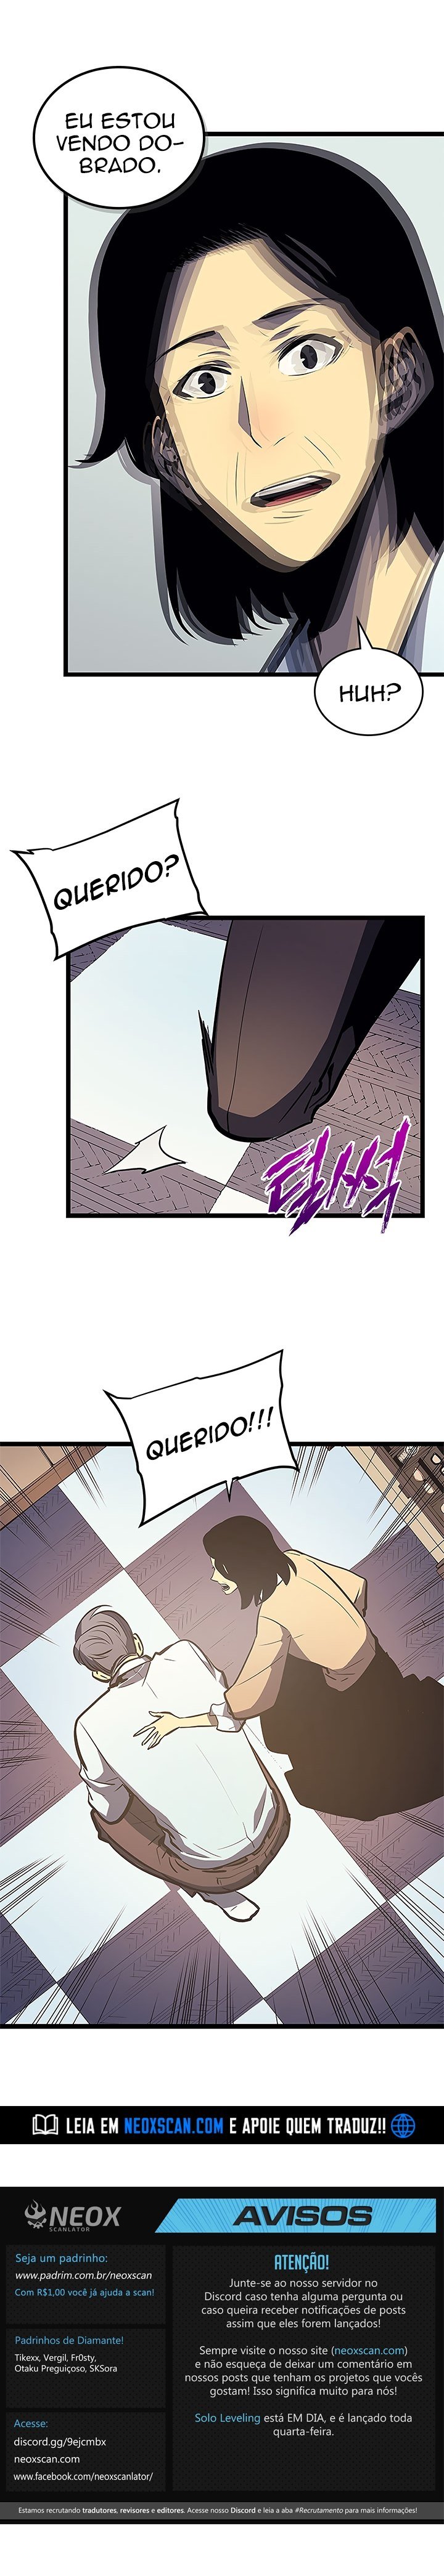 EU ESTOU
VENDO DO-
BRADO.
HUH?
QUERIDO?
털썩
QUERIDO!!!
LEIA EM NEOXSCAN.COM E APOIE QUEM TRADUZ!!
NEOX
SCANLATOR
AVISOS
Seja um padrinho:
www.padrim.com.br/neoxscan
Com R$1,00 você já ajuda a scan!
Padrinhos de Diamante!
Tikexx, Vergil, Fr0sty,
Otaku Preguiçoso, SKSora
Acesse:
discord.gg/9ejcmbx
neoxscan.com
www.facebook.com/neoxscanlator/
ATENÇÃO!
Junte-se ao nosso servidor no
Discord caso tenha alguma pergunta ou
caso queira receber notificações de posts
assim que eles forem lançados!
Sempre visite o nosso site (neoxscan.com)
e não esqueça de deixar um comentário em
nossos posts que tenham os projetos que vocês
gostam! Isso significa muito para nós!
Solo Leveling está EM DIA, e é lançado toda
quarta-feira.
Estamos recrutando tradutores, revisores e editores. Acesse nosso Discord e leia a aba #Recrutamento para mais informações!